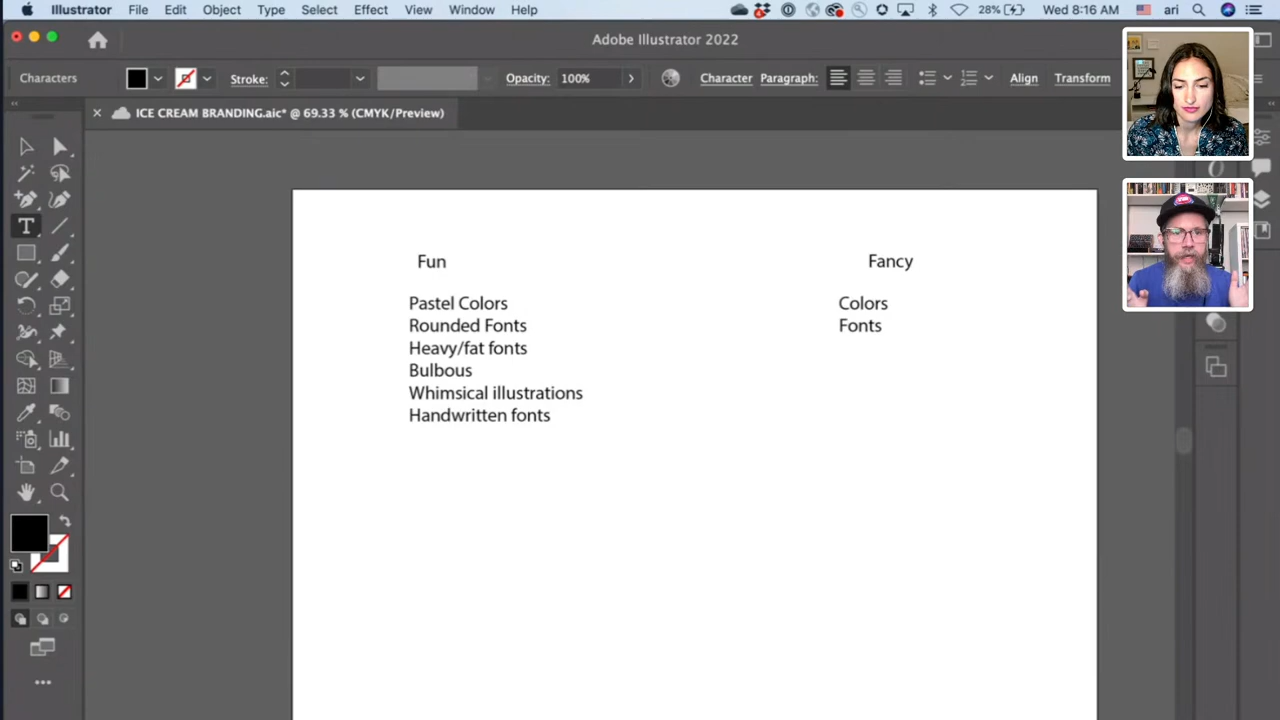 Illustrator File Edit Object Type Select Effect View Window Help 28% Wed 8:16 AM ari
Adobe Illustrator 2022
Characters Stroke: Opacity: 100% Character Paragraph: Align Transform
ICE CREAM BRANDING.aic* @ 69.33 % (CMYK/Preview)
Fun
Fancy
Pastel Colors
Rounded Fonts
Heavy/fat fonts
Bulbous
Whimsical illustrations
Handwritten fonts
Colors
Fonts